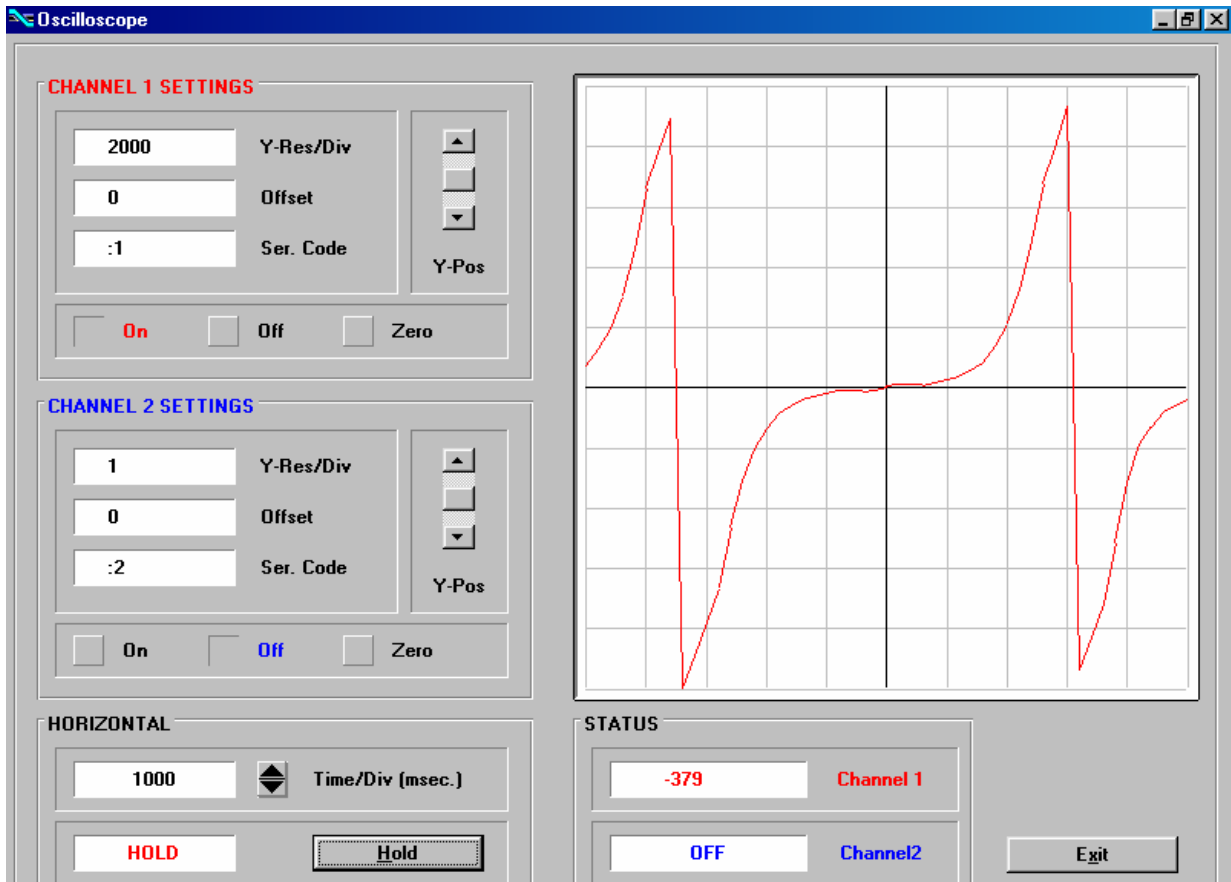 Oscilloscope
CHANNEL 1 SETTINGS
2000 Y-Res/Div
0 Offset
:1 Ser. Code
Y-Pos
On Off Zero
CHANNEL 2 SETTINGS
1 Y-Res/Div
0 Offset
:2 Ser. Code
Y-Pos
On Off Zero
HORIZONTAL
1000 Time/Div (msec.)
HOLD Hold
STATUS
-379 Channel 1
OFF Channel2
Exit